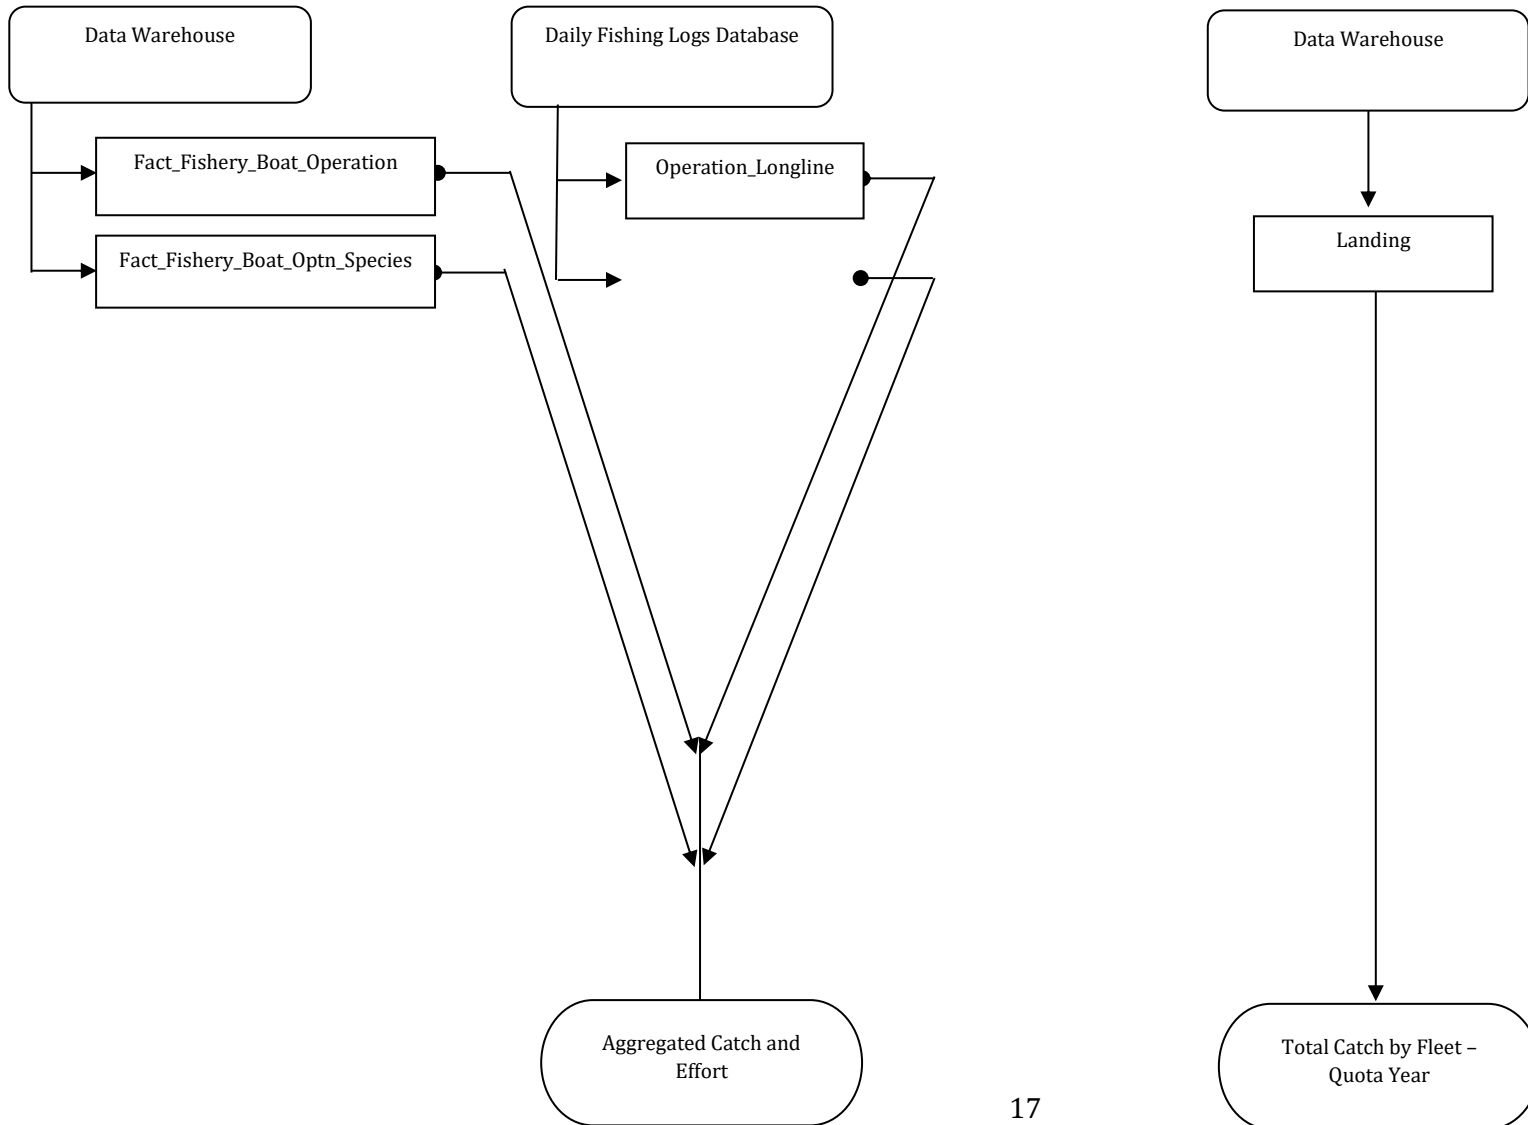 Data Warehouse
Daily Fishing Logs Database
Data Warehouse
Fact_Fishery_Boat_Operation
Operation_Longline
Fact_Fishery_Boat_Optn_Species
Landing
Aggregated Catch and
Effort
Total Catch by Fleet –
Quota Year
17